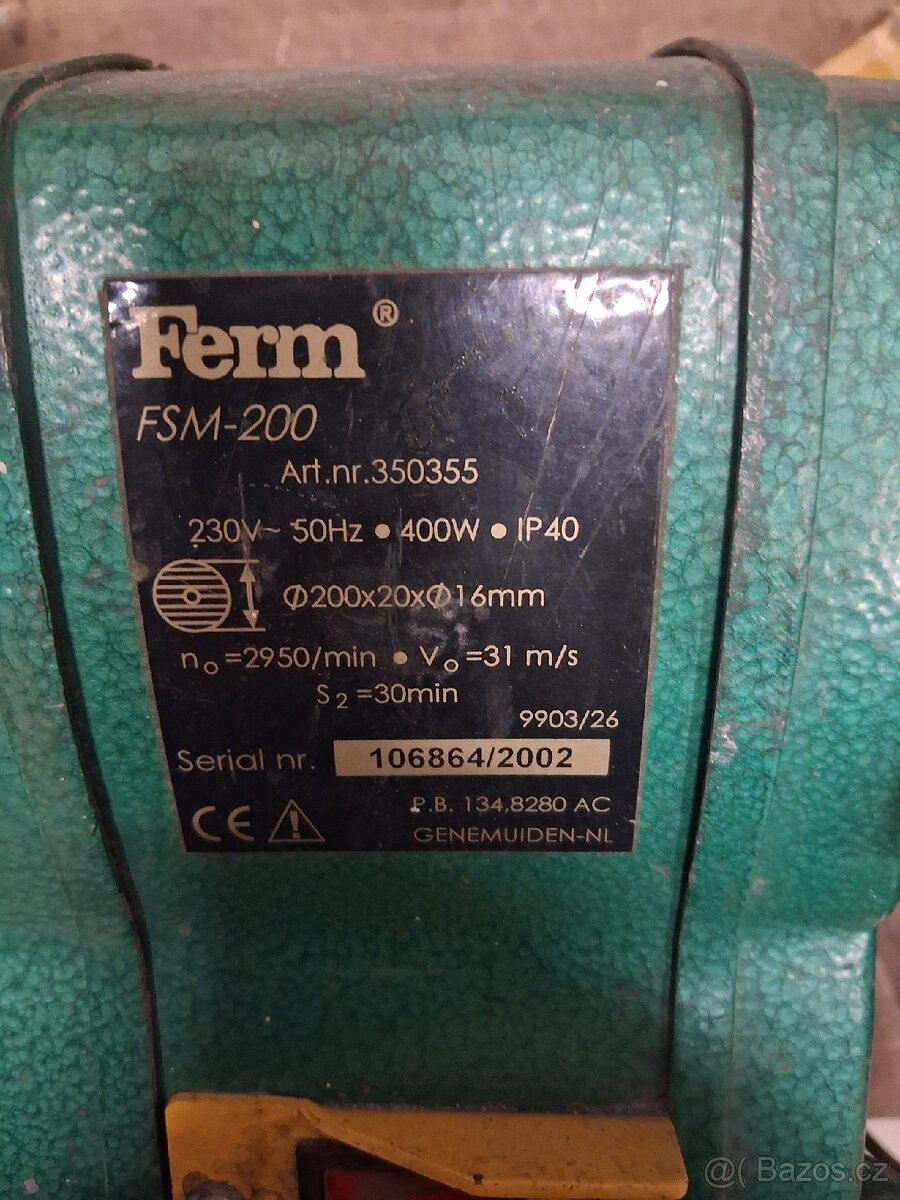 Ferm®
FSM-200
Art.nr.350355
230V~ 50Hz • 400W • IP40
Φ200x20xΦ16mm
no=2950/min • Vo=31 m/s
S2=30min
9903/26
Serial nr. 106864/2002
CE
P.B. 134,8280 AC
GENEMUIDEN-NL
@( Bazos.cz